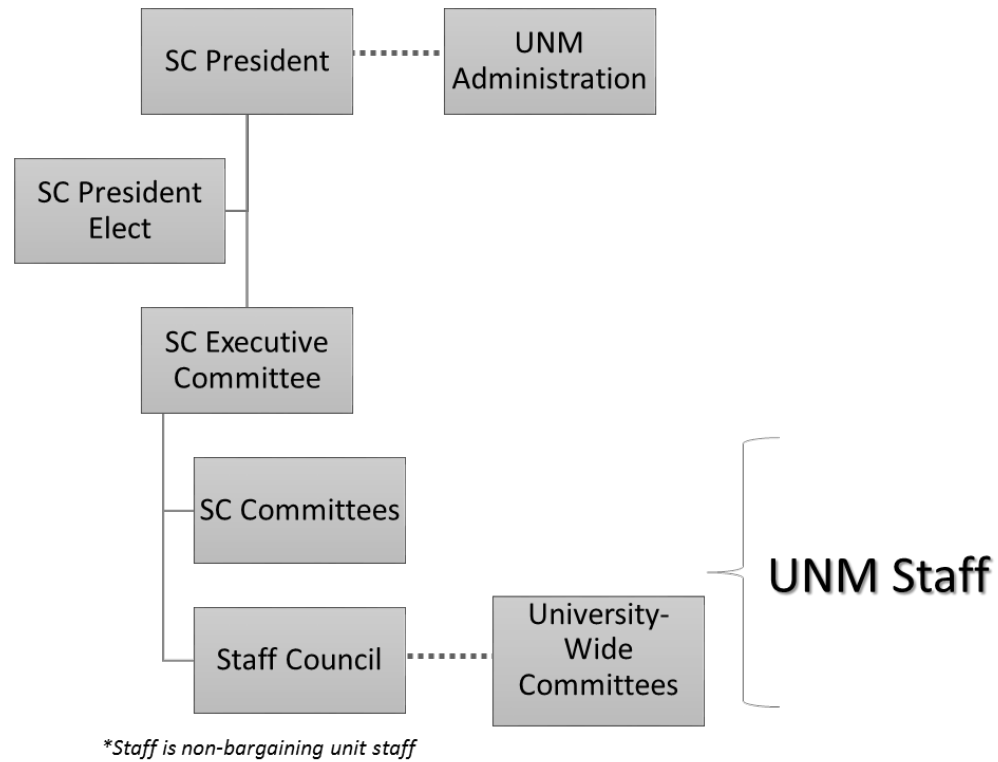 SC President
UNM
Administration
SC President
Elect
SC Executive
Committee
SC Committees
UNM Staff
Staff Council
University-
Wide
Committees
*Staff is non-bargaining unit staff